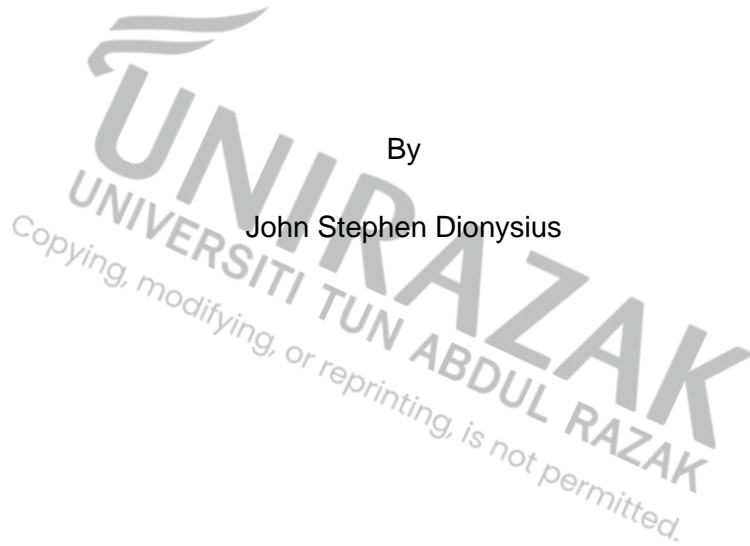 By
John Stephen Dionysius
UNIRAZAK
UNIVERSITI TUN ABDUL RAZAK
Copying, modifying, or reprinting, is not permitted.